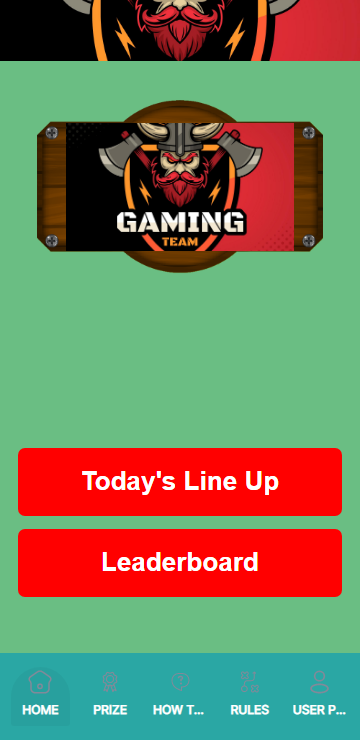 GAMING
TEAM
Today's Line Up
Leaderboard
HOME
PRIZE
HOW T...
RULES
USER P...